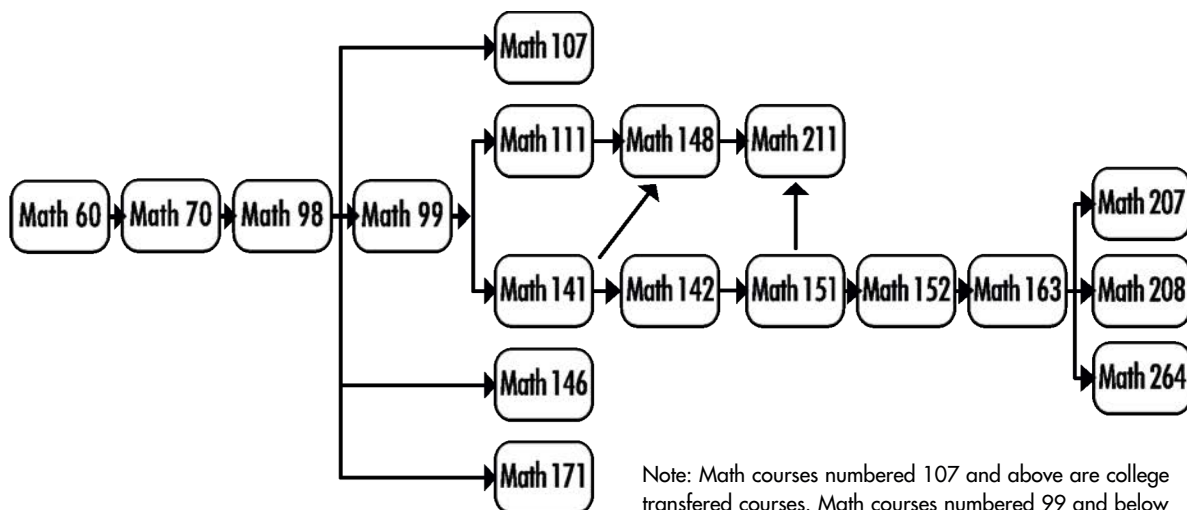 Math 107
Math 111
Math 148
Math 211
Math 60
Math 70
Math 98
Math 99
Math 207
Math 141
Math 142
Math 151
Math 152
Math 163
Math 208
Math 264
Math 146
Math 171
Note: Math courses numbered 107 and above are college
transfered courses. Math courses numbered 99 and below